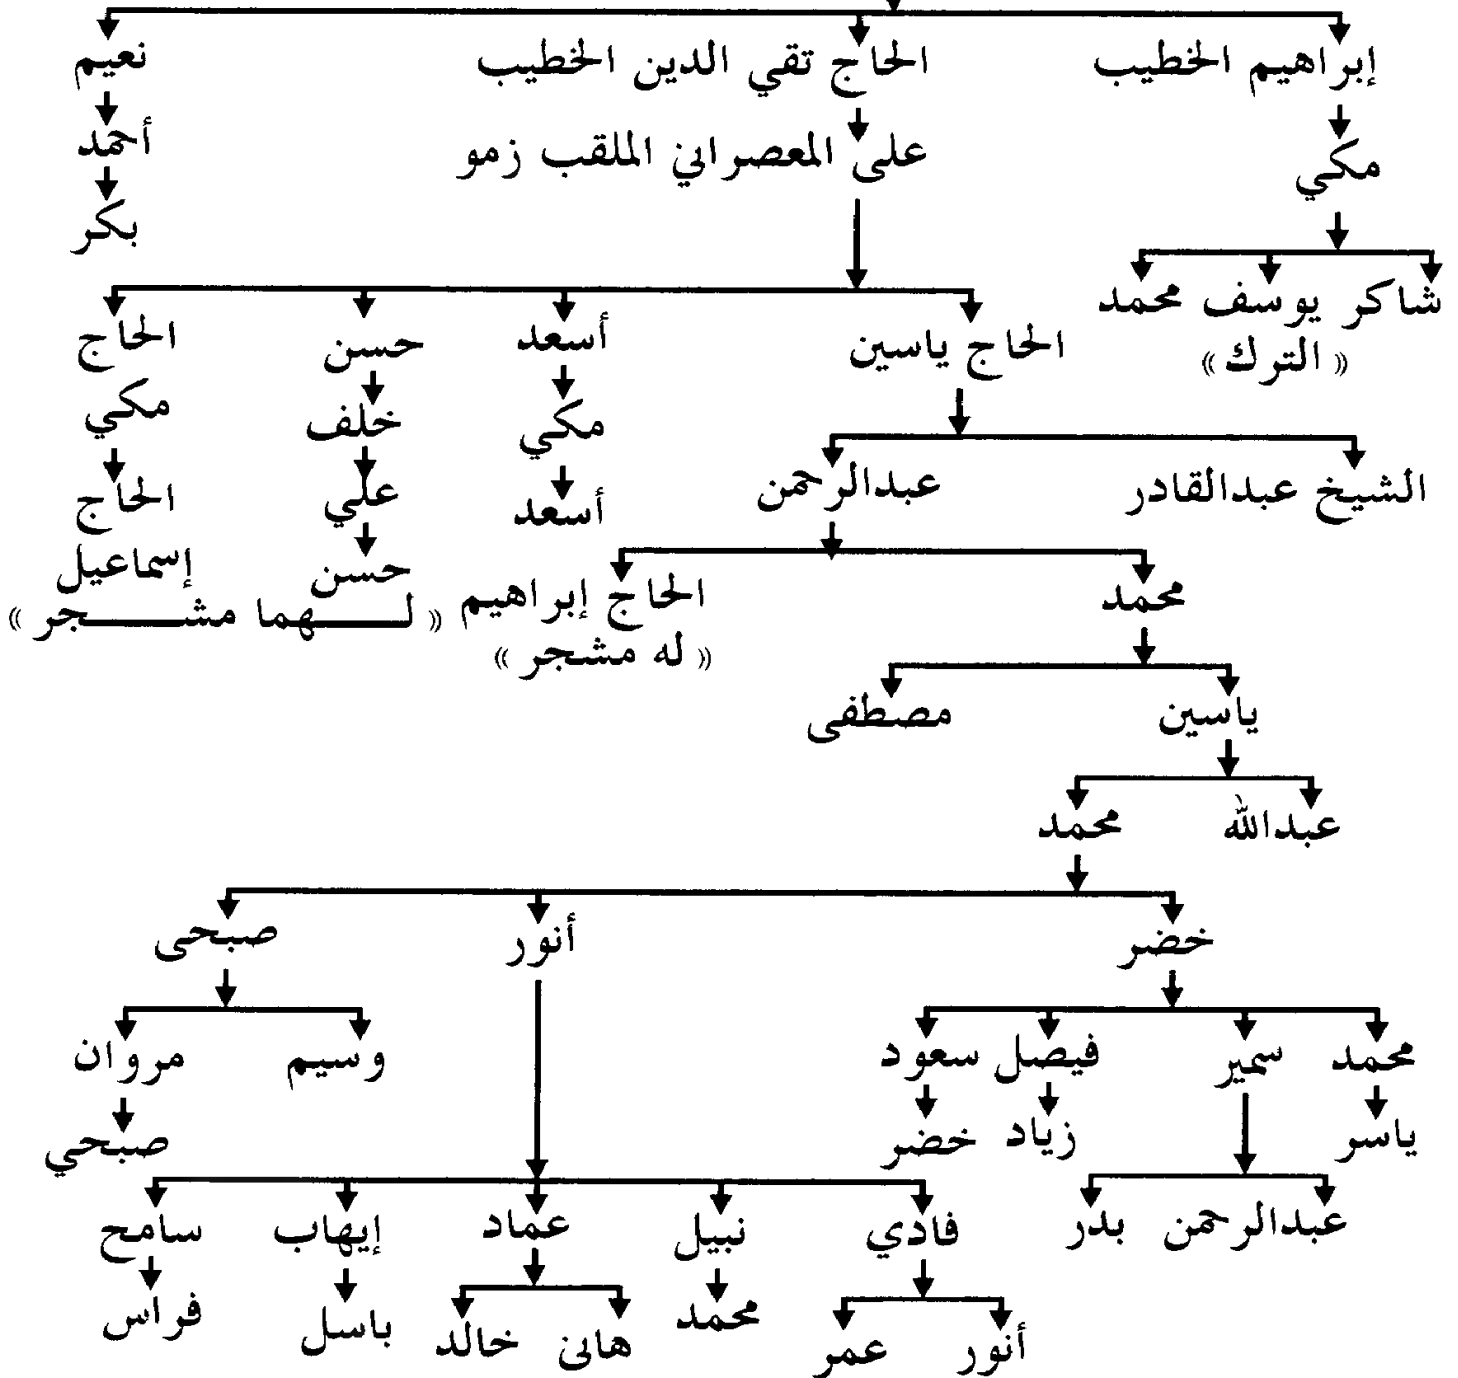 إبراهيم الخطيب الحاج تقي الدين الخطيب نعيم
مكي على المعصراني الملقب زمو أحمد
بكر
شاكر يوسف محمد
« الترك »
الحاج ياسين أسعد حسن الحاج
مكي خلف مكي
الشيخ عبدالقادر عبدالرحمن أسعد علي الحاج
حسن إسماعيل
محمد الحاج إبراهيم « لهما مشجر »
« له مشجر »
ياسين مصطفى
عبدالله محمد
خضر أنور صبحى
محمد سمير فيصل سعود وسيم مروان
ياسر زياد خضر صبحي
عبدالرحمن بدر فادي نبيل عماد إيهاب سامح
محمد باسل فراس
أنور عمر هانئ خالد